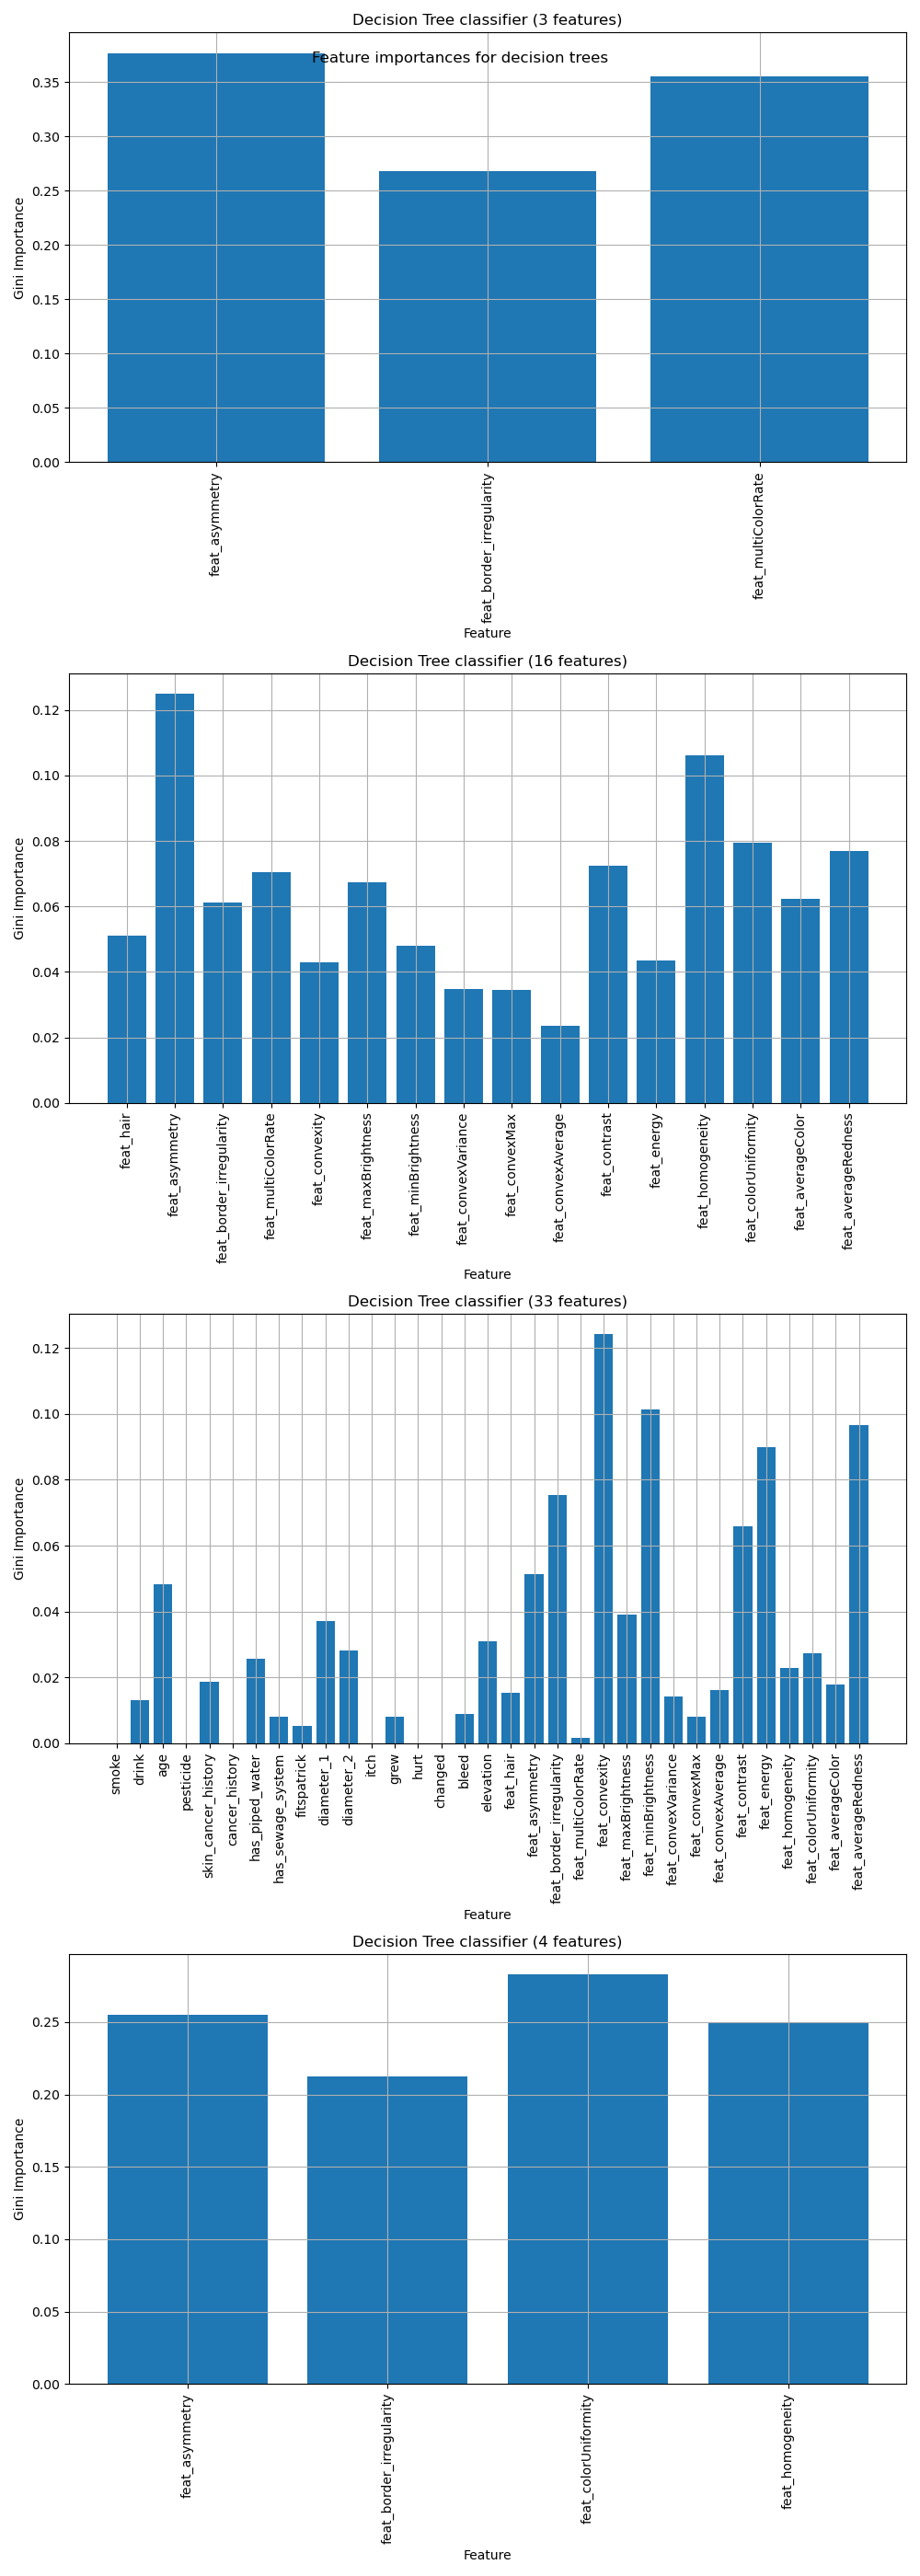 Decision Tree classifier (3 features)
Feature importances for decision trees
Gini Importance
0.35
0.30
0.25
0.20
0.15
0.10
0.05
0.00
feat_asymmetry
feat_border_irregularity
feat_multiColorRate
Feature
Decision Tree classifier (16 features)
Gini Importance
0.12
0.10
0.08
0.06
0.04
0.02
0.00
feat_hair
feat_asymmetry
feat_border_irregularity
feat_multiColorRate
feat_convexity
feat_maxBrightness
feat_minBrightness
feat_convexVariance
feat_convexMax
feat_convexAverage
feat_contrast
feat_energy
feat_homogeneity
feat_colorUniformity
feat_averageColor
feat_averageRedness
Feature
Decision Tree classifier (33 features)
Gini Importance
0.12
0.10
0.08
0.06
0.04
0.02
0.00
smoke
drink
age
pesticide
skin_cancer_history
cancer_history
has_piped_water
has_sewage_system
fitspatrick
diameter_1
diameter_2
itch
grew
hurt
changed
bleed
elevation
feat_hair
feat_asymmetry
feat_border_irregularity
feat_multiColorRate
feat_convexity
feat_maxBrightness
feat_minBrightness
feat_convexVariance
feat_convexMax
feat_convexAverage
feat_contrast
feat_energy
feat_homogeneity
feat_colorUniformity
feat_averageColor
feat_averageRedness
Feature
Decision Tree classifier (4 features)
Gini Importance
0.25
0.20
0.15
0.10
0.05
0.00
feat_asymmetry
feat_border_irregularity
feat_colorUniformity
feat_homogeneity
Feature